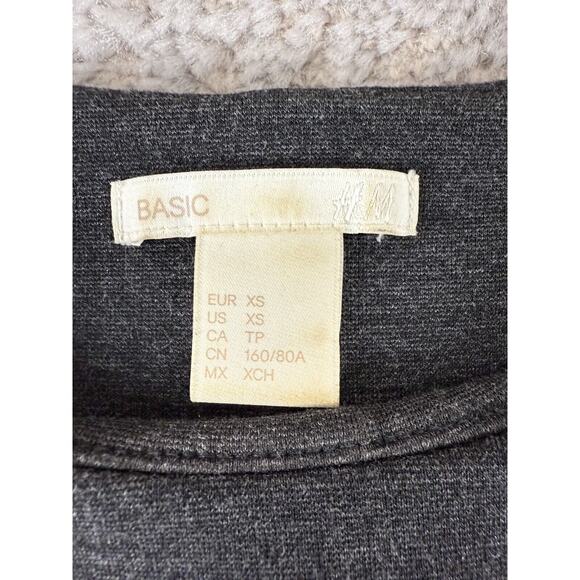 BASIC H&M
EUR XS
US XS
CA TP
CN 160/80A
MX XCH